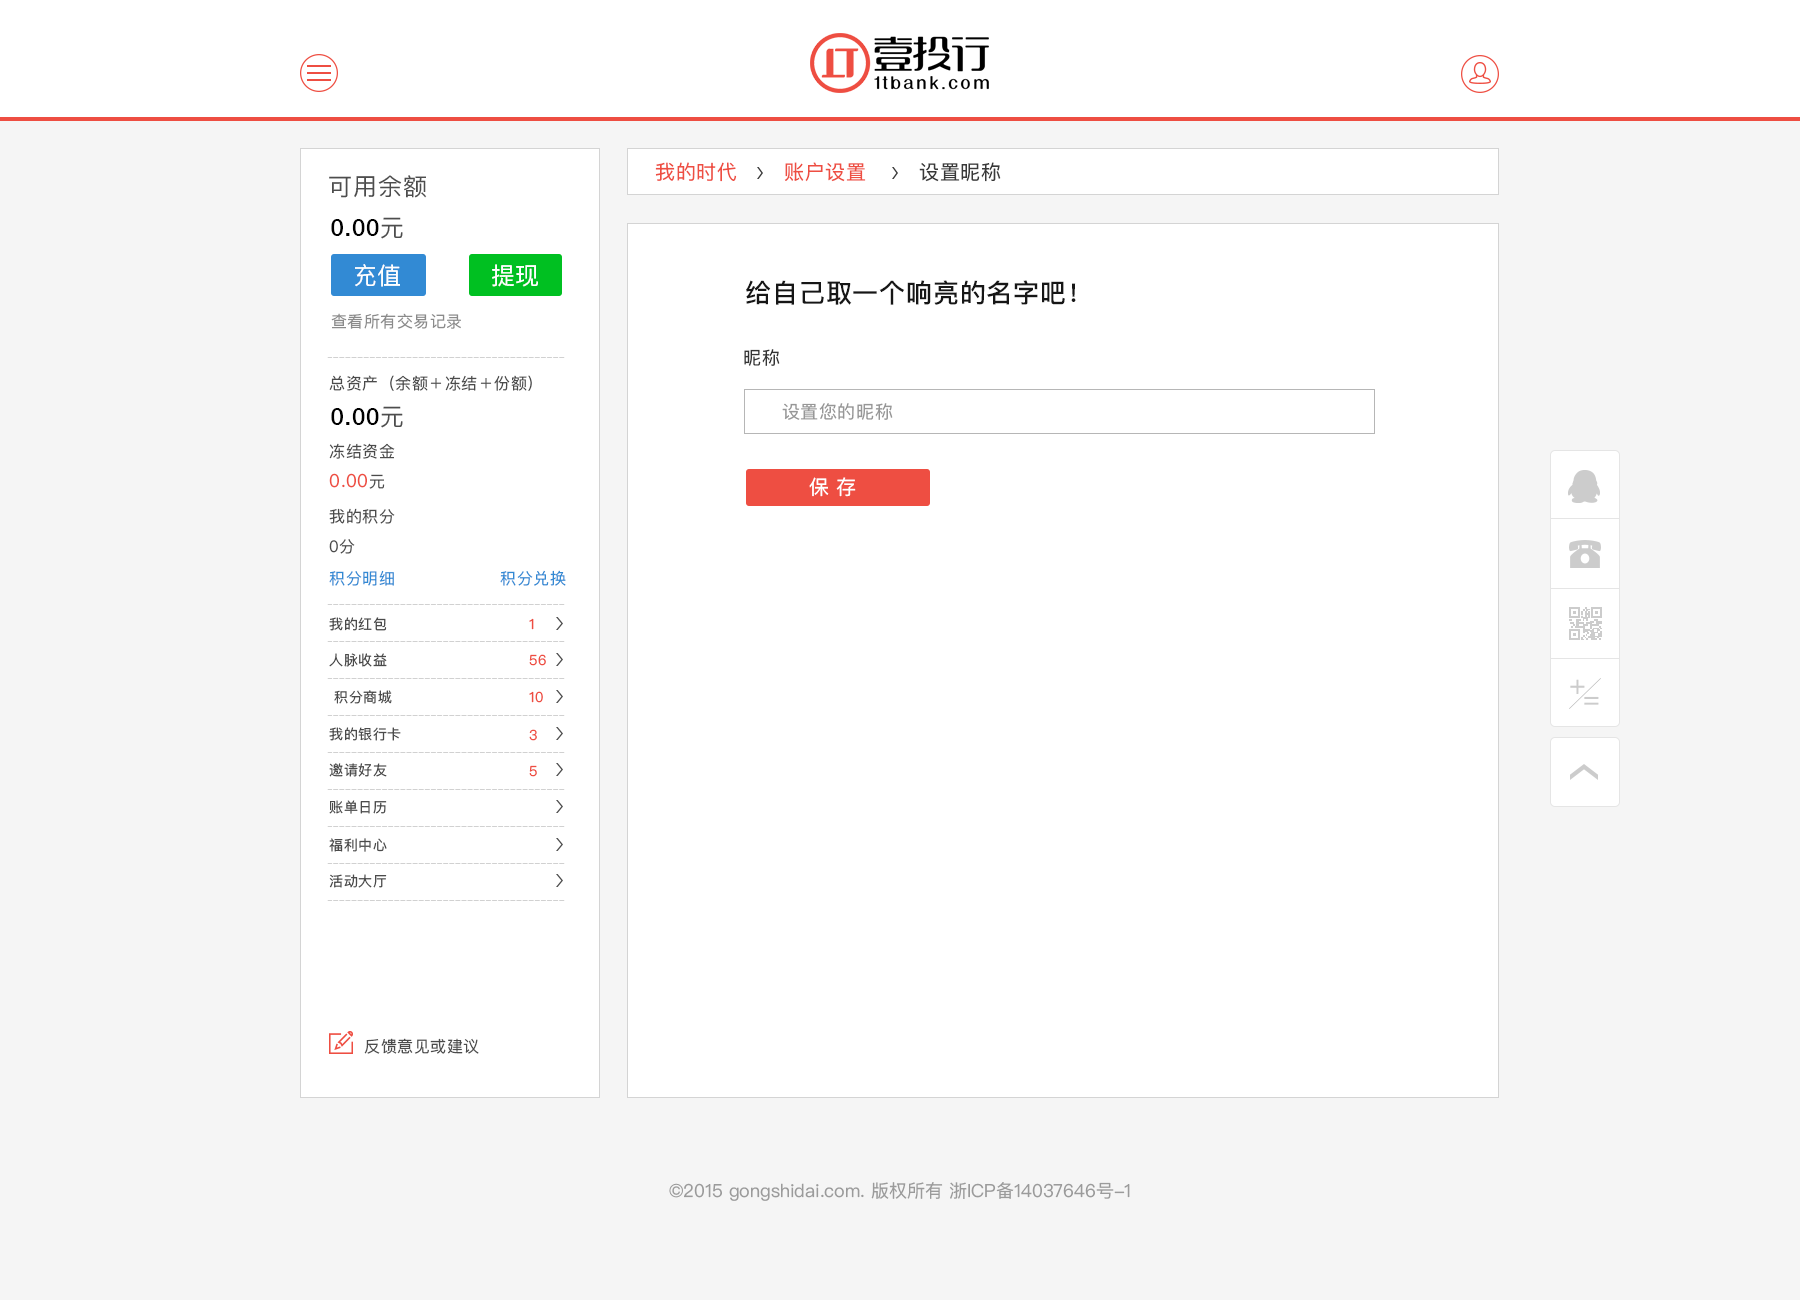 壹投行
1tbank.com
可用余额
0.00元
充值 提现
查看所有交易记录
总资产（余额＋冻结＋份额）
0.00元
冻结资金
0.00元
我的积分
0分
积分明细 积分兑换
我的红包 1
人脉收益 56
积分商城 10
我的银行卡 3
邀请好友 5
账单日历
福利中心
活动大厅
反馈意见或建议
我的时代 > 账户设置 > 设置昵称
给自己取一个响亮的名字吧！
昵称
设置您的昵称
保 存
©2015 gongshidai.com. 版权所有 浙ICP备14037646号-1